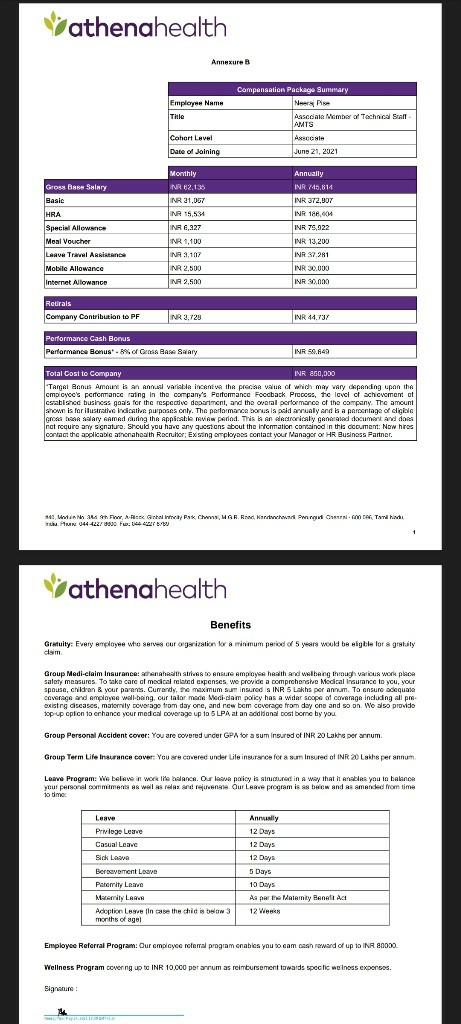 athenahealth
Annexure B
Compensation Package Summary
Employee Name Neeraj Pise
Title Associate Member of Technical Staff -
AMTS
Cohort Level Associate
Date of Joining June 21, 2021
Monthly Annually
Gross Base Salary INR 62,135 INR 745,614
Basic INR 31,067 INR 372,807
HRA INR 15,534 INR 186,404
Special Allowance INR 6,327 INR 75,922
Meal Voucher INR 1,100 INR 13,200
Leave Travel Assistance INR 3,107 INR 37,281
Mobile Allowance INR 2,500 INR 30,000
Internet Allowance INR 2,500 INR 30,000
Retirals
Company Contribution to PF INR 3,728 INR 44,737
Performance Cash Bonus
Performance Bonus* - 8% of Gross Base Salary INR 59,649
Total Cost to Company INR 850,000
*Target Bonus Amount is an annual variable incentive the precise value of which may vary depending upon the
employee's performance rating in the company's Performance Feedback Process, the level of achievement of
established business goals for the respective department, and the overall performance of the company. The amount
shown is for illustrative indicative purposes only. The performance bonus is paid annually and is a percentage of eligible
gross base salary earned during the applicable review period. This is an electronically generated document and does
not require any signature. Should you have any questions about the information contained in this document: New hires
contact the applicable athenahealth Recruiter; Existing employees contact your Manager or HR Business Partner.
#40, Module No. 3&4, 9th Floor, A-Block, Global Infocity Park, Chennai, M.G.R. Road, Kandanchavadi, Perungudi, Chennai - 600 096, Tamil Nadu,
India, Phone: 044-4227 8600, Fax: 044-4227 8789
1
athenahealth
Benefits
Gratuity: Every employee who serves our organization for a minimum period of 5 years would be eligible for a gratuity
claim.
Group Medi-claim Insurance: athenahealth strives to ensure employee health and wellbeing through various work place
safety measures. To take care of medical related expenses, we provide a comprehensive Medical Insurance to you, your
spouse, children & your parents. Currently, the maximum sum insured is INR 5 Lakhs per annum. To ensure adequate
coverage and employee well-being, our tailor made Medi-claim policy has a wider scope of coverage including all pre-
existing diseases, maternity coverage from day one, and new born coverage from day one and so on. We also provide
top-up option to enhance your medical coverage up to 5 LPA at an additional cost borne by you.
Group Personal Accident cover: You are covered under GPA for a sum Insured of INR 20 Lakhs per annum.
Group Term Life Insurance cover: You are covered under Life insurance for a sum Insured of INR 20 Lakhs per annum.
Leave Program: We believe in work life balance. Our leave policy is structured in a way that it enables you to balance
your personal commitments as well as relax and rejuvenate. Our Leave program is as below and as amended from time
to time:
Leave Annually
Privilege Leave 12 Days
Casual Leave 12 Days
Sick Leave 12 Days
Bereavement Leave 5 Days
Paternity Leave 10 Days
Maternity Leave As per the Maternity Benefit Act
Adoption Leave (In case the child is below 3 12 Weeks
months of age)
Employee Referral Program: Our employee referral program enables you to earn cash reward of up to INR 80000.
Wellness Program covering up to INR 10,000 per annum as reimbursement towards specific wellness expenses.
Signature :